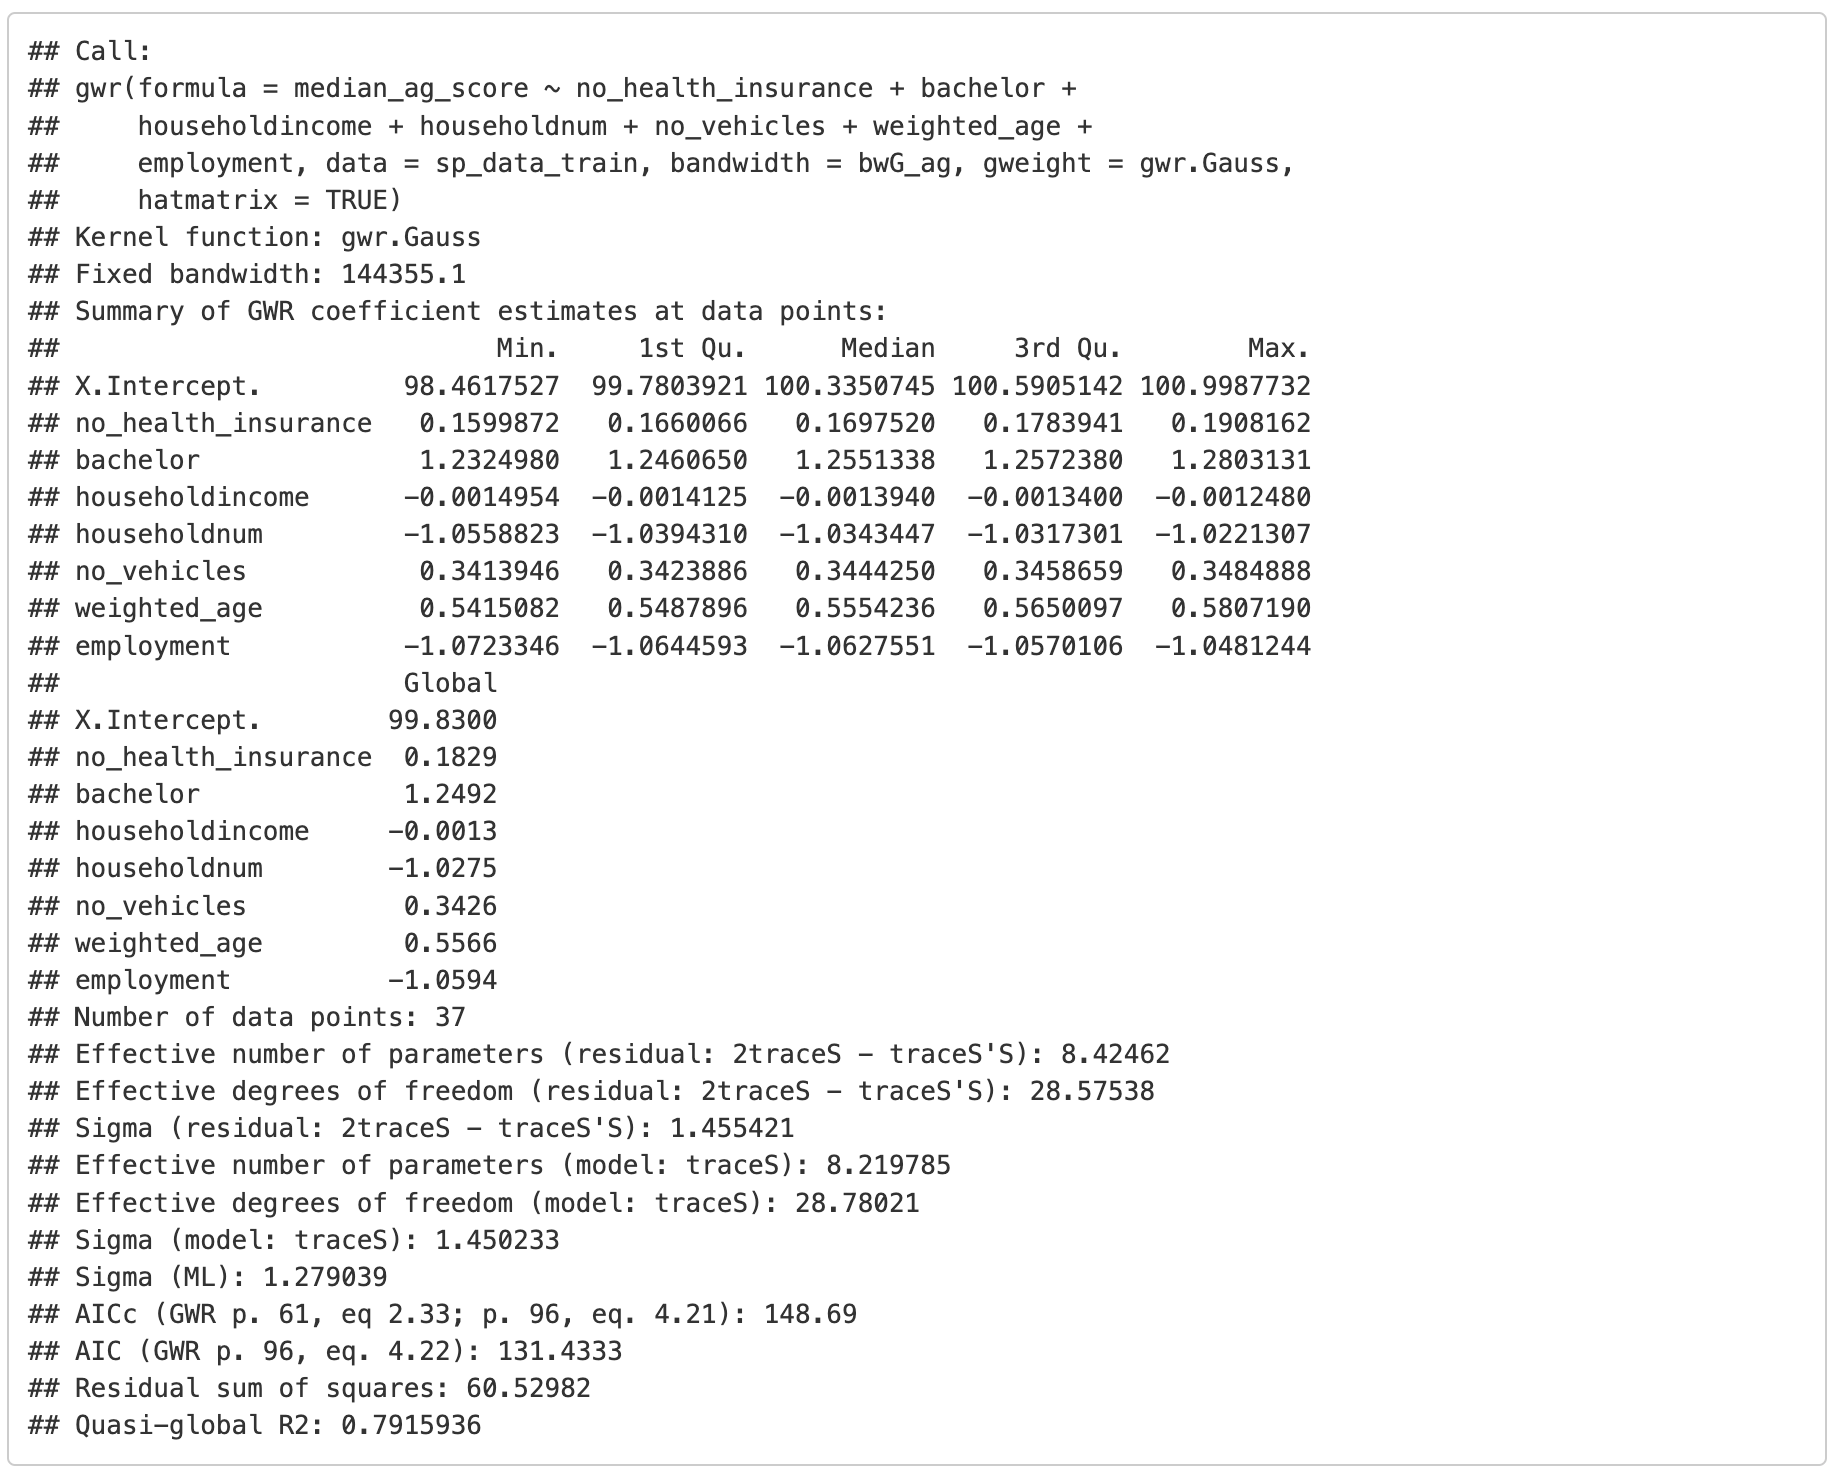 ## Call:
## gwr(formula = median_ag_score ~ no_health_insurance + bachelor +
##     householdincome + householdnum + no_vehicles + weighted_age +
##     employment, data = sp_data_train, bandwidth = bwG_ag, gweight = gwr.Gauss,
##     hatmatrix = TRUE)
## Kernel function: gwr.Gauss
## Fixed bandwidth: 144355.1
## Summary of GWR coefficient estimates at data points:
##                            Min.     1st Qu.      Median     3rd Qu.        Max.
## X.Intercept.         98.4617527  99.7803921 100.3350745 100.5905142 100.9987732
## no_health_insurance   0.1599872   0.1660066   0.1697520   0.1783941   0.1908162
## bachelor              1.2324980   1.2460650   1.2551338   1.2572380   1.2803131
## householdincome      -0.0014954  -0.0014125  -0.0013940  -0.0013400  -0.0012480
## householdnum         -1.0558823  -1.0394310  -1.0343447  -1.0317301  -1.0221307
## no_vehicles           0.3413946   0.3423886   0.3444250   0.3458659   0.3484888
## weighted_age          0.5415082   0.5487896   0.5554236   0.5650097   0.5807190
## employment           -1.0723346  -1.0644593  -1.0627551  -1.0570106  -1.0481244
##                      Global
## X.Intercept.        99.8300
## no_health_insurance  0.1829
## bachelor             1.2492
## householdincome     -0.0013
## householdnum        -1.0275
## no_vehicles          0.3426
## weighted_age         0.5566
## employment          -1.0594
## Number of data points: 37
## Effective number of parameters (residual: 2traceS - traceS'S): 8.42462
## Effective degrees of freedom (residual: 2traceS - traceS'S): 28.57538
## Sigma (residual: 2traceS - traceS'S): 1.455421
## Effective number of parameters (model: traceS): 8.219785
## Effective degrees of freedom (model: traceS): 28.78021
## Sigma (model: traceS): 1.450233
## Sigma (ML): 1.279039
## AICc (GWR p. 61, eq 2.33; p. 96, eq. 4.21): 148.69
## AIC (GWR p. 96, eq. 4.22): 131.4333
## Residual sum of squares: 60.52982
## Quasi-global R2: 0.7915936